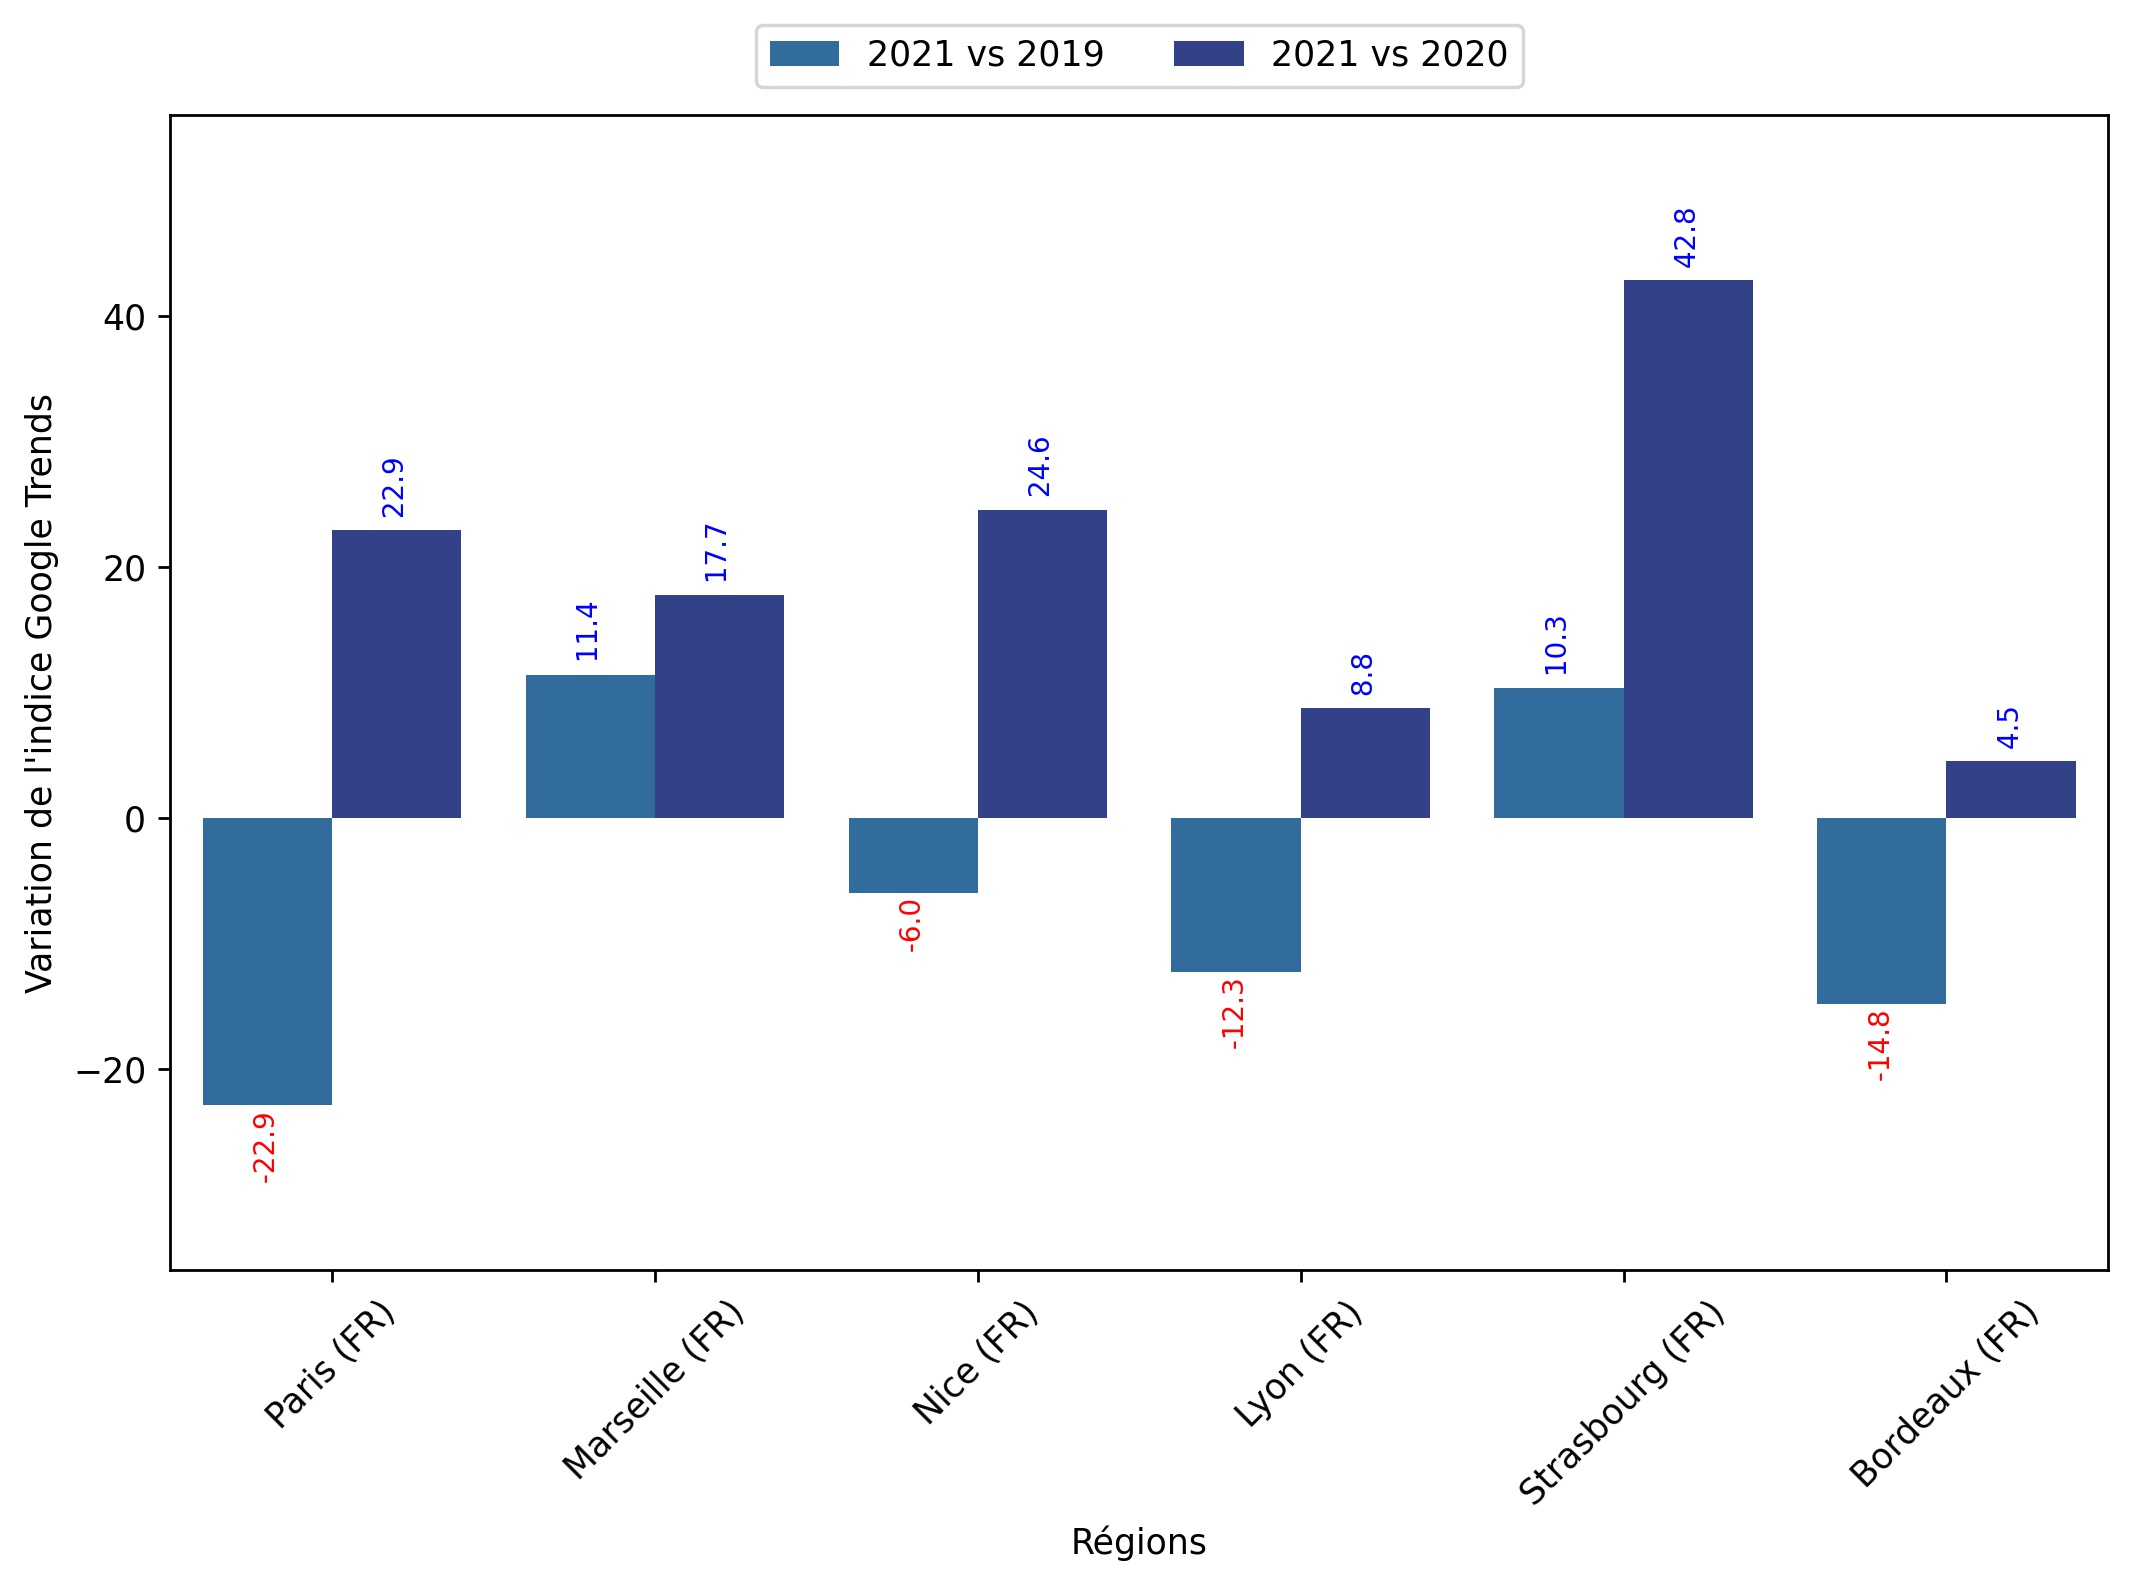 2021 vs 2019
2021 vs 2020
Variation de l'indice Google Trends
40
20
0
−20
-22.9
22.9
11.4
17.7
-6.0
24.6
-12.3
8.8
10.3
42.8
-14.8
4.5
Paris (FR)
Marseille (FR)
Nice (FR)
Lyon (FR)
Strasbourg (FR)
Bordeaux (FR)
Régions